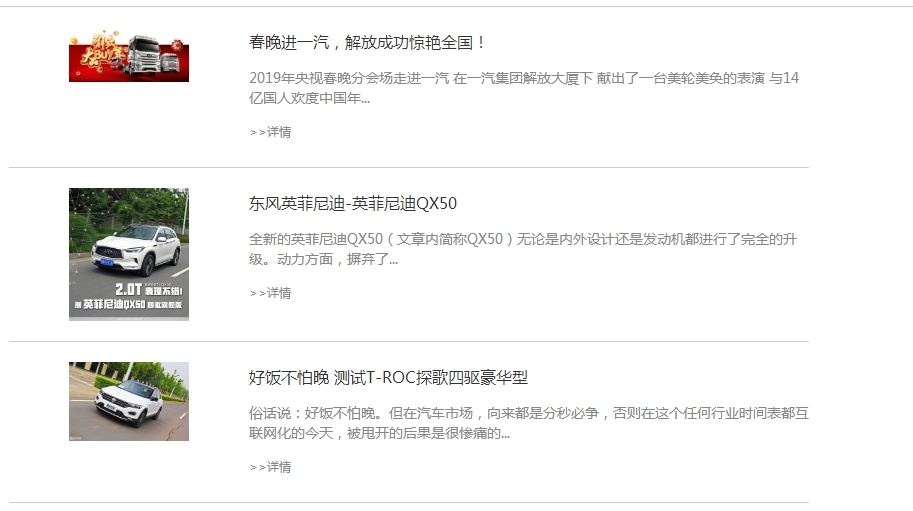 春晚进一汽，解放成功惊艳全国！
2019年央视春晚分会场走进一汽 在一汽集团解放大厦下 献出了一台美轮美奂的表演 与14
亿国人欢度中国年...
>>详情
东风英菲尼迪-英菲尼迪QX50
全新的英菲尼迪QX50（文章内简称QX50）无论是内外设计还是发动机都进行了完全的升
级。动力方面，摒弃了...
>>详情
2.0T 表现不错!
测 英菲尼迪QX50 四驱旗舰版
好饭不怕晚 测试T-ROC探歌四驱豪华型
俗话说：好饭不怕晚。但在汽车市场，向来都是分秒必争，否则在这个任何行业时间表都互
联网化的今天，被甩开的后果是很惨痛的...
>>详情